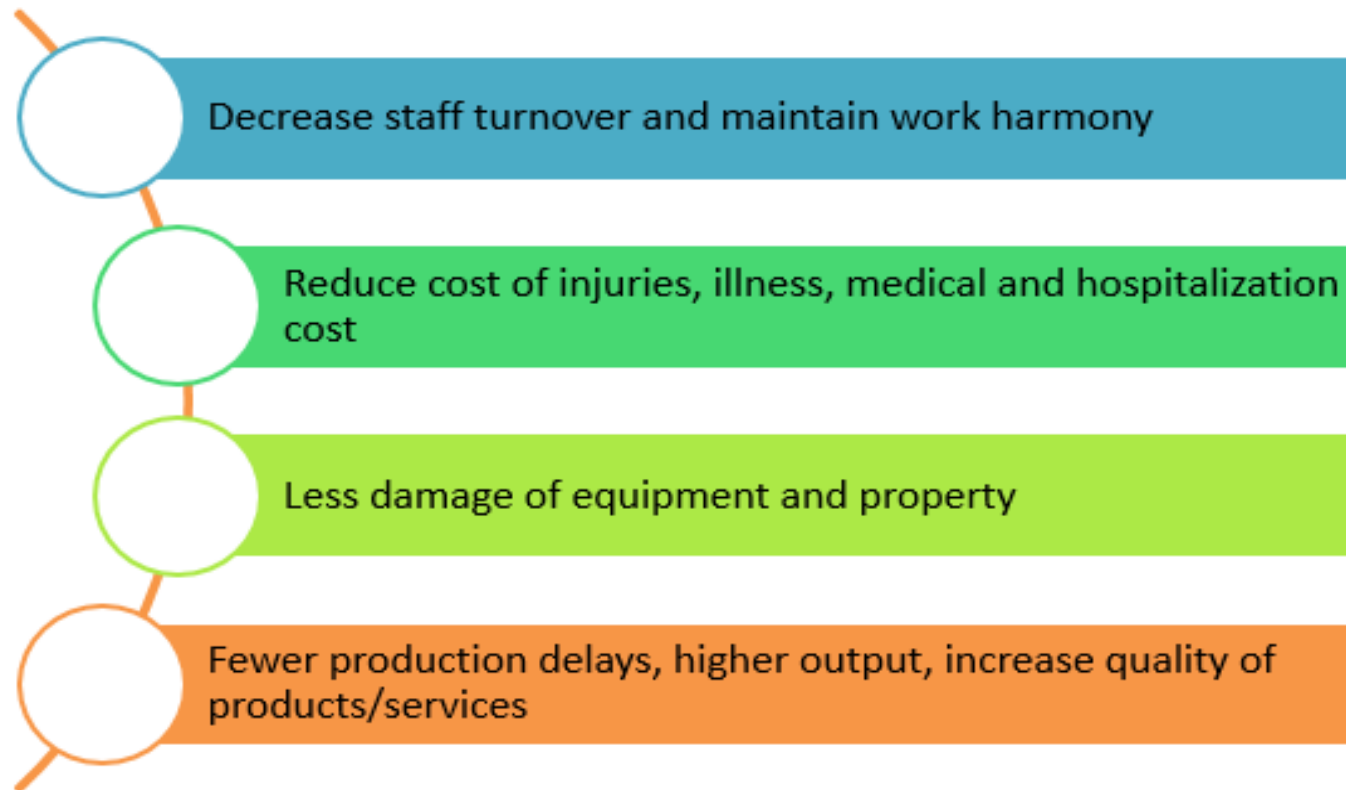 Decrease staff turnover and maintain work harmony
Reduce cost of injuries, illness, medical and hospitalization
cost
Less damage of equipment and property
Fewer production delays, higher output, increase quality of
products/services